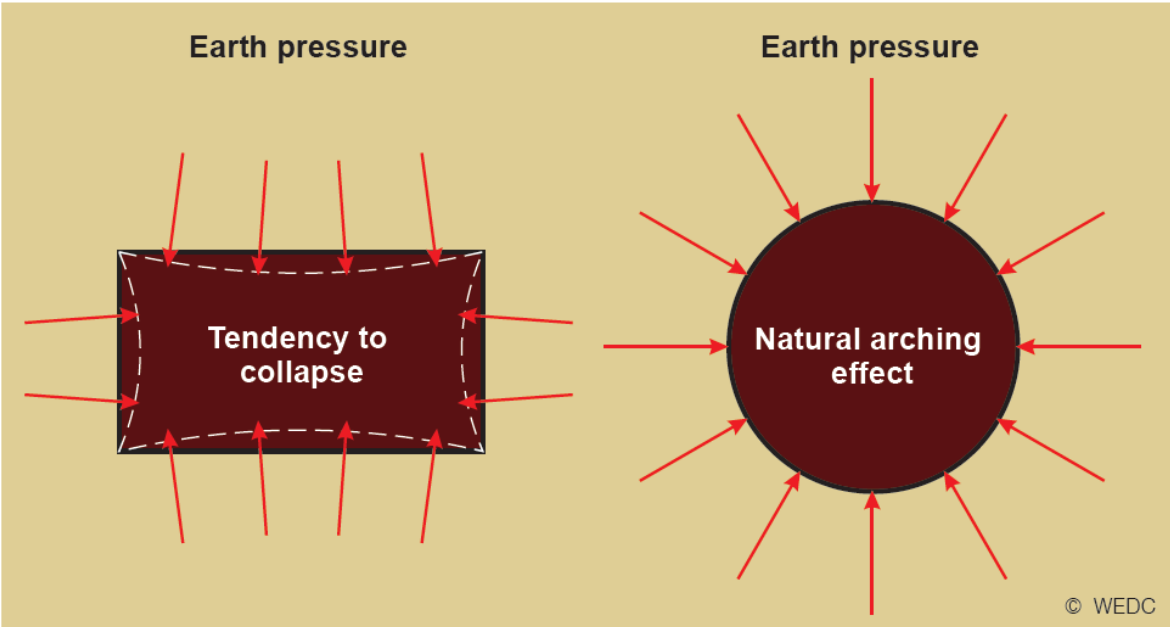 Earth pressure
Earth pressure
Tendency to
collapse
Natural arching
effect
© WEDC